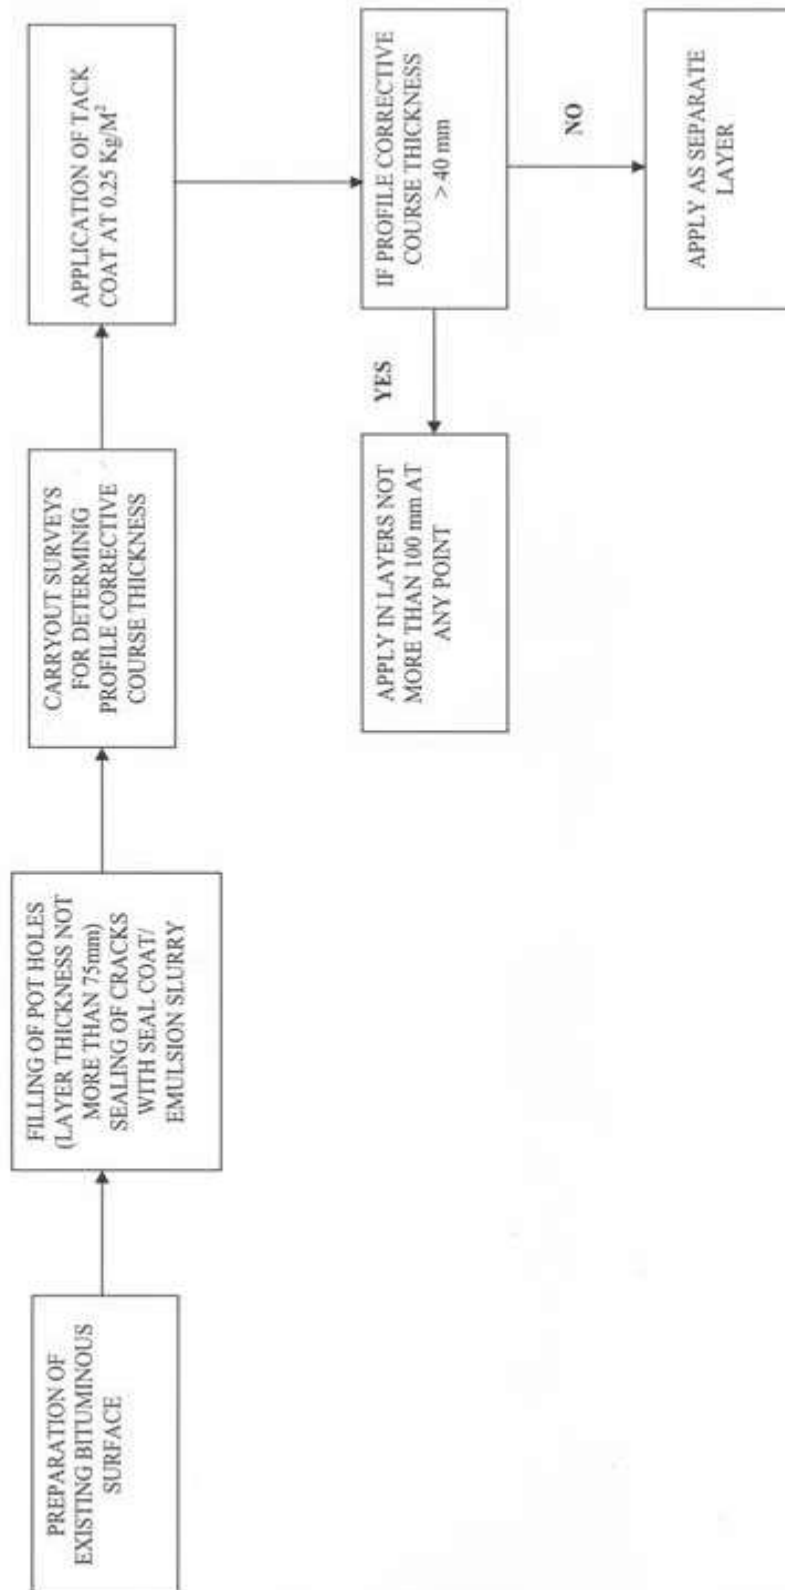 PREPARATION OF
EXISTING BITUMINOUS
SURFACE
FILLING OF POT HOLES
(LAYER THICKNESS NOT
MORE THAN 75mm)
SEALING OF CRACKS
WITH SEAL COAT/
EMULSION SLURRY
CARRYOUT SURVEYS
FOR DETERMINIG
PROFILE CORRECTIVE
COURSE THICKNESS
APPLICATION OF TACK
COAT AT 0.25 Kg/M²
IF PROFILE CORRECTIVE
COURSE THICKNESS
> 40 mm
YES
APPLY IN LAYERS NOT
MORE THAN 100 mm AT
ANY POINT
NO
APPLY AS SEPARATE
LAYER